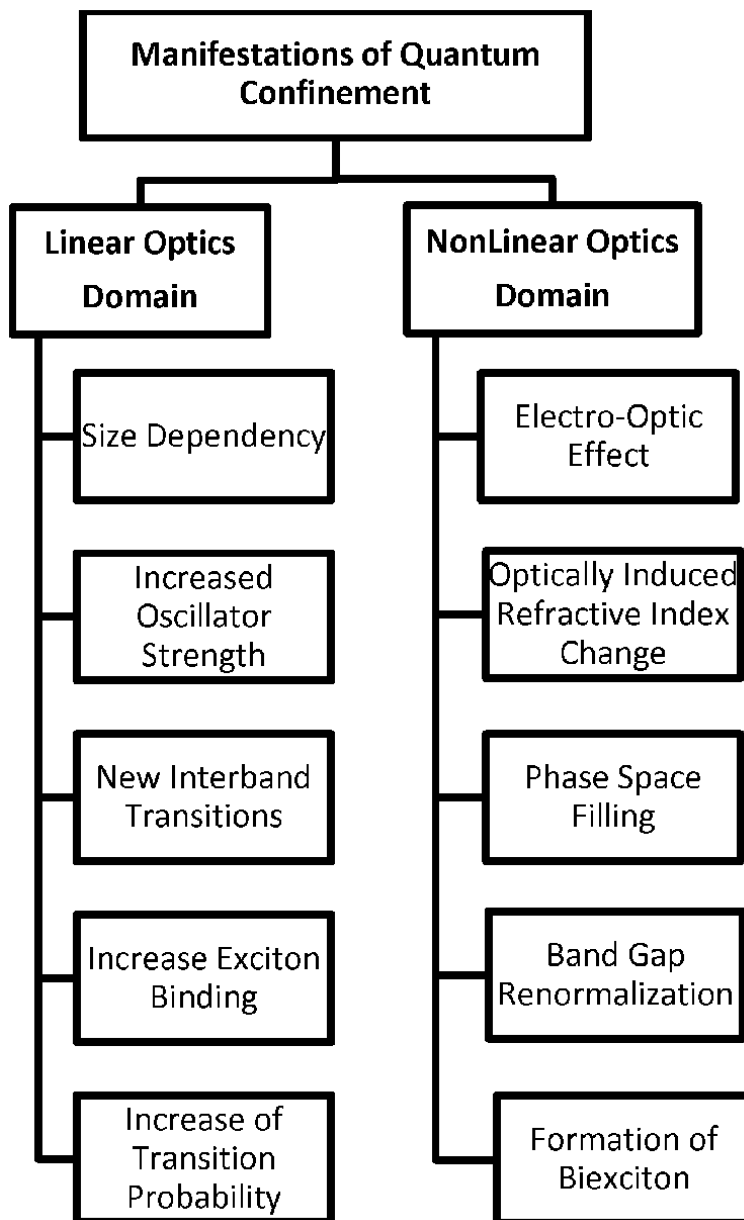 Manifestations of Quantum
Confinement
Linear Optics
Domain
Size Dependency
Increased
Oscillator
Strength
New Interband
Transitions
Increase Exciton
Binding
Increase of
Transition
Probability
NonLinear Optics
Domain
Electro-Optic
Effect
Optically Induced
Refractive Index
Change
Phase Space
Filling
Band Gap
Renormalization
Formation of
Biexciton